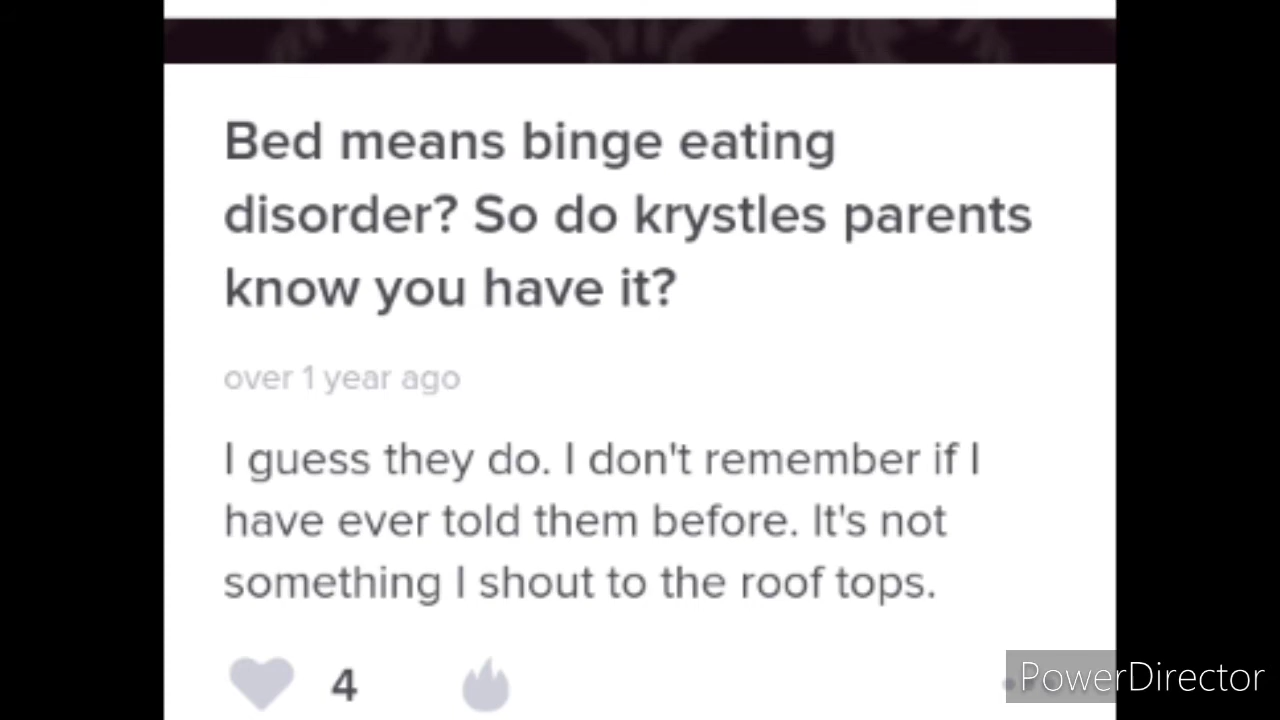 Bed means binge eating
disorder? So do krystles parents
know you have it?
over 1 year ago
I guess they do. I don't remember if I
have ever told them before. It's not
something I shout to the roof tops.
4
PowerDirector